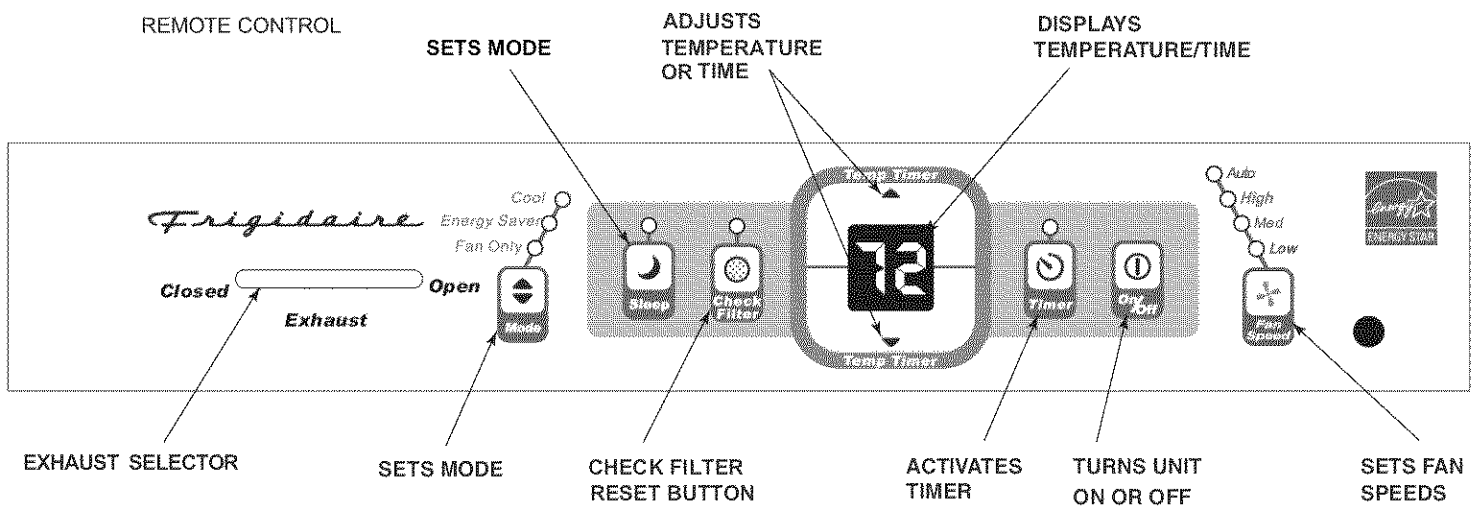 REMOTE CONTROL
SETS MODE
ADJUSTS
TEMPERATURE
OR TIME
DISPLAYS
TEMPERATURE/TIME
Frigidaire
Closed
Open
Exhaust
Cool
Energy Saver
Fan Only
Mode
Sleep
Check
Filter
Temp Timer
72
Temp Timer
Timer
On/Off
Auto
High
Med
Low
Fan
Speed
energy
ENERGY STAR
EXHAUST SELECTOR
SETS MODE
CHECK FILTER
RESET BUTTON
ACTIVATES
TIMER
TURNS UNIT
ON OR OFF
SETS FAN
SPEEDS